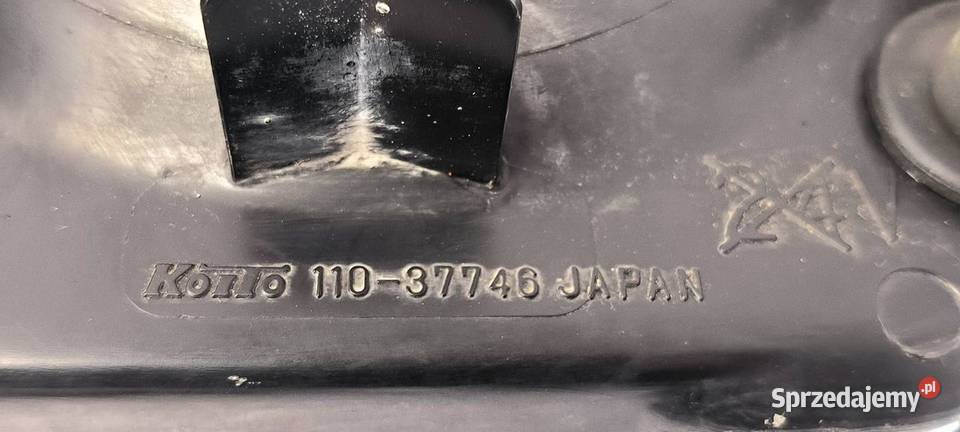 KOITO 110-37746 JAPAN
Sprzedajemy.pl